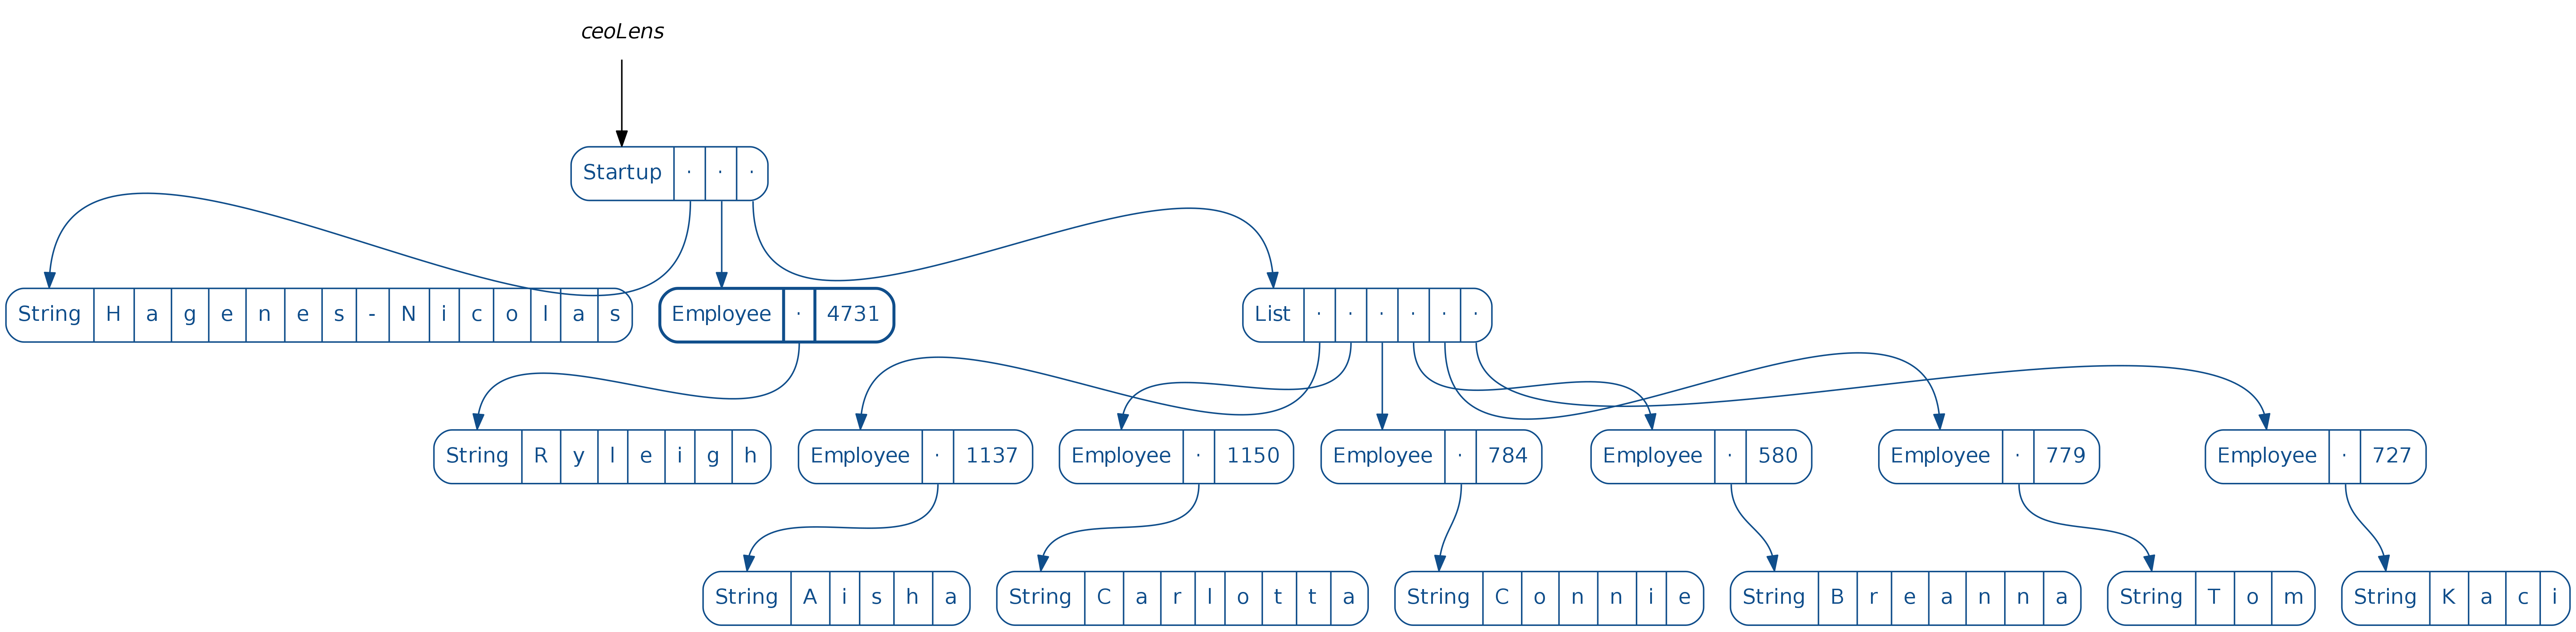 ceoLens
Startup · · ·
String H a g e n e s - N i c o l a s
Employee · 4731
List · · · · · ·
String R y l e i g h
Employee · 1137
Employee · 1150
Employee · 784
Employee · 580
Employee · 779
Employee · 727
String A i s h a
String C a r l o t t a
String C o n n i e
String B r e a n n a
String T o m
String K a c i